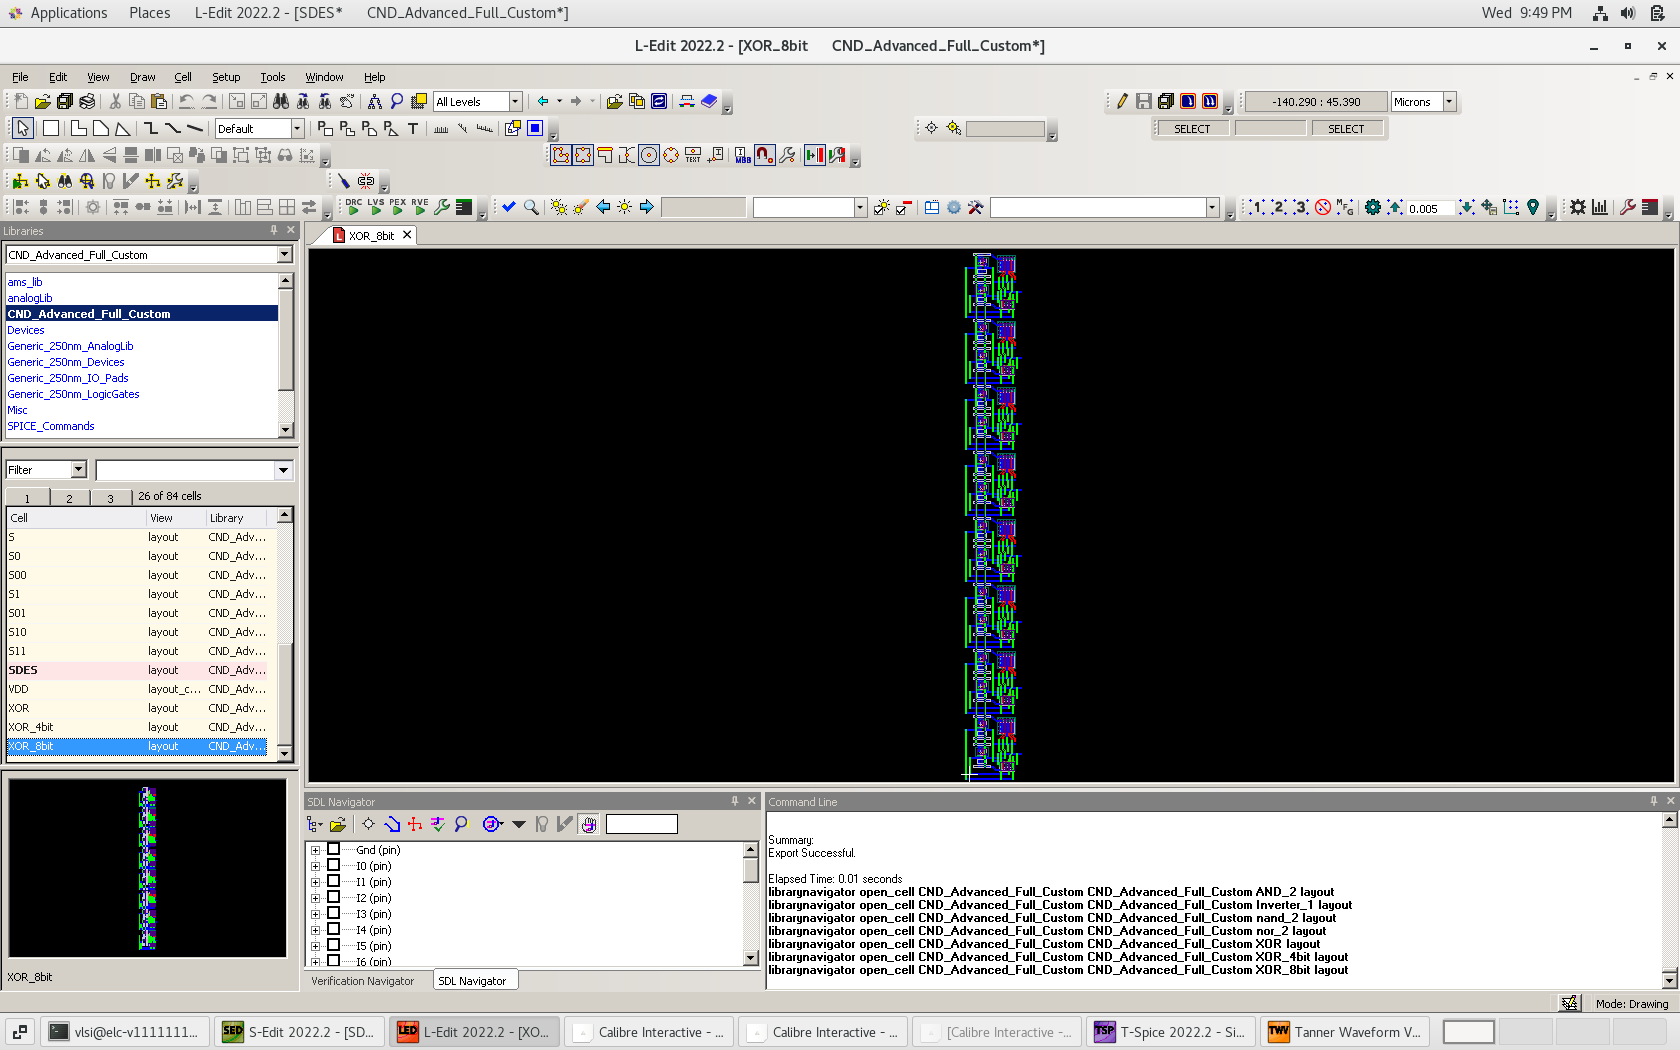 Applications Places L-Edit 2022.2 - [SDES* CND_Advanced_Full_Custom*] Wed 9:49 PM
L-Edit 2022.2 - [XOR_8bit CND_Advanced_Full_Custom*]
File Edit View Draw Cell Setup Tools Window Help
All Levels -140.290 : 45.390 Microns
Default SELECT SELECT
DRC LVS PEX RVE 0.005
Libraries
XOR_8bit
CND_Advanced_Full_Custom
ams_lib
analogLib
CND_Advanced_Full_Custom
Devices
Generic_250nm_AnalogLib
Generic_250nm_Devices
Generic_250nm_IO_Pads
Generic_250nm_LogicGates
Misc
SPICE_Commands
Filter
1 2 3 26 of 84 cells
Cell View Library
S layout CND_Adv...
S0 layout CND_Adv...
S00 layout CND_Adv...
S1 layout CND_Adv...
S01 layout CND_Adv...
S10 layout CND_Adv...
S11 layout CND_Adv...
SDES layout CND_Adv...
VDD layout_c... CND_Adv...
XOR layout CND_Adv...
XOR_4bit layout CND_Adv...
XOR_8bit layout CND_Adv...
XOR_8bit
SDL Navigator
Gnd (pin)
I0 (pin)
I1 (pin)
I2 (pin)
I3 (pin)
I4 (pin)
I5 (pin)
I6 (pin)
Verification Navigator SDL Navigator
Command Line
Summary:
Export Successful.
Elapsed Time: 0.01 seconds
librarynavigator open_cell CND_Advanced_Full_Custom CND_Advanced_Full_Custom AND_2 layout
librarynavigator open_cell CND_Advanced_Full_Custom CND_Advanced_Full_Custom Inverter_1 layout
librarynavigator open_cell CND_Advanced_Full_Custom CND_Advanced_Full_Custom nand_2 layout
librarynavigator open_cell CND_Advanced_Full_Custom CND_Advanced_Full_Custom nor_2 layout
librarynavigator open_cell CND_Advanced_Full_Custom CND_Advanced_Full_Custom XOR layout
librarynavigator open_cell CND_Advanced_Full_Custom CND_Advanced_Full_Custom XOR_4bit layout
librarynavigator open_cell CND_Advanced_Full_Custom CND_Advanced_Full_Custom XOR_8bit layout
Mode: Drawing
vlsi@elc-v1111111... SED S-Edit 2022.2 - [SD... LED L-Edit 2022.2 - [XO... Calibre Interactive - ... Calibre Interactive - ... [Calibre Interactive -... TSP T-Spice 2022.2 - Si... TWV Tanner Waveform V...